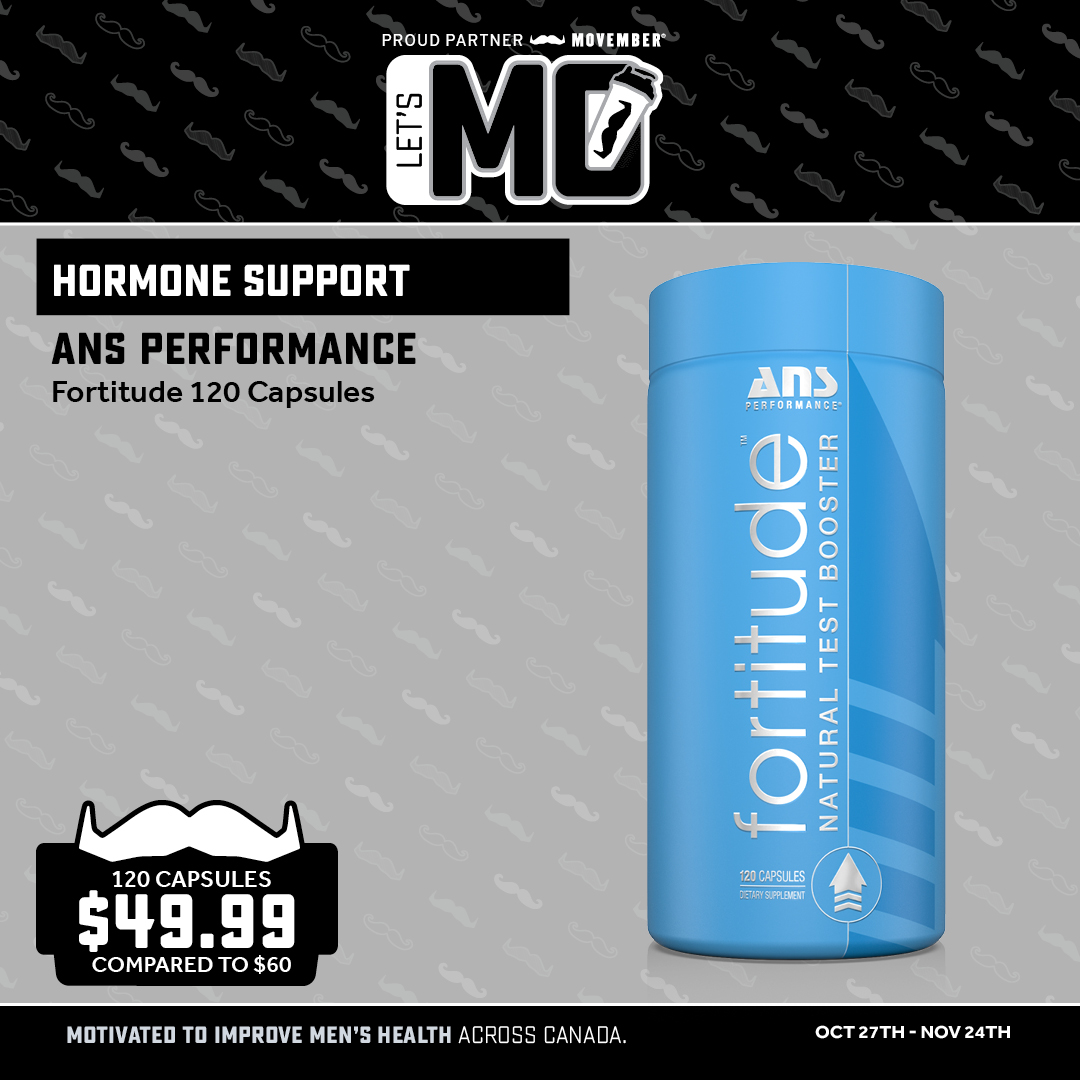 PROUD PARTNER MOVEMBER®
LET'S
MO
HORMONE SUPPORT
ANS PERFORMANCE
Fortitude 120 Capsules
ANS
PERFORMANCE®
fortitude™
NATURAL TEST BOOSTER
120 CAPSULES
DIETARY SUPPLEMENT
120 CAPSULES
$49.99
COMPARED TO $60
MOTIVATED TO IMPROVE MEN'S HEALTH ACROSS CANADA.
OCT 27TH - NOV 24TH